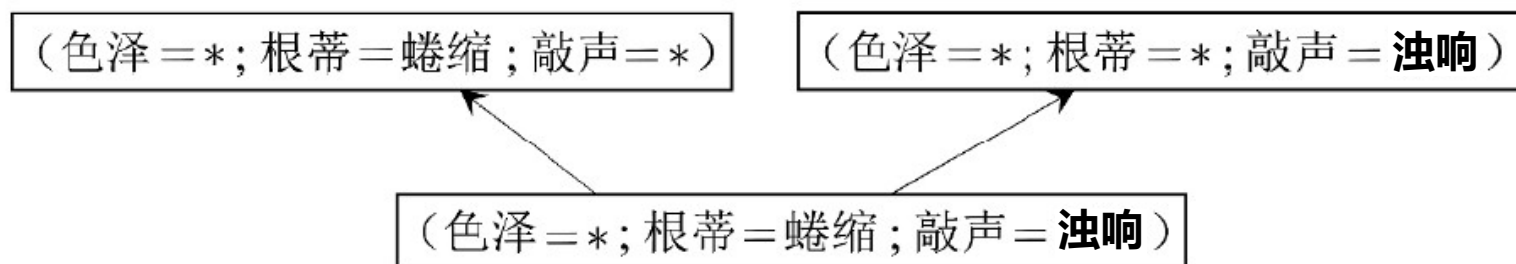 （色泽＝*；根蒂＝蜷缩；敲声＝*）
（色泽＝*；根蒂＝*；敲声＝浊响）
（色泽＝*；根蒂＝蜷缩；敲声＝浊响）